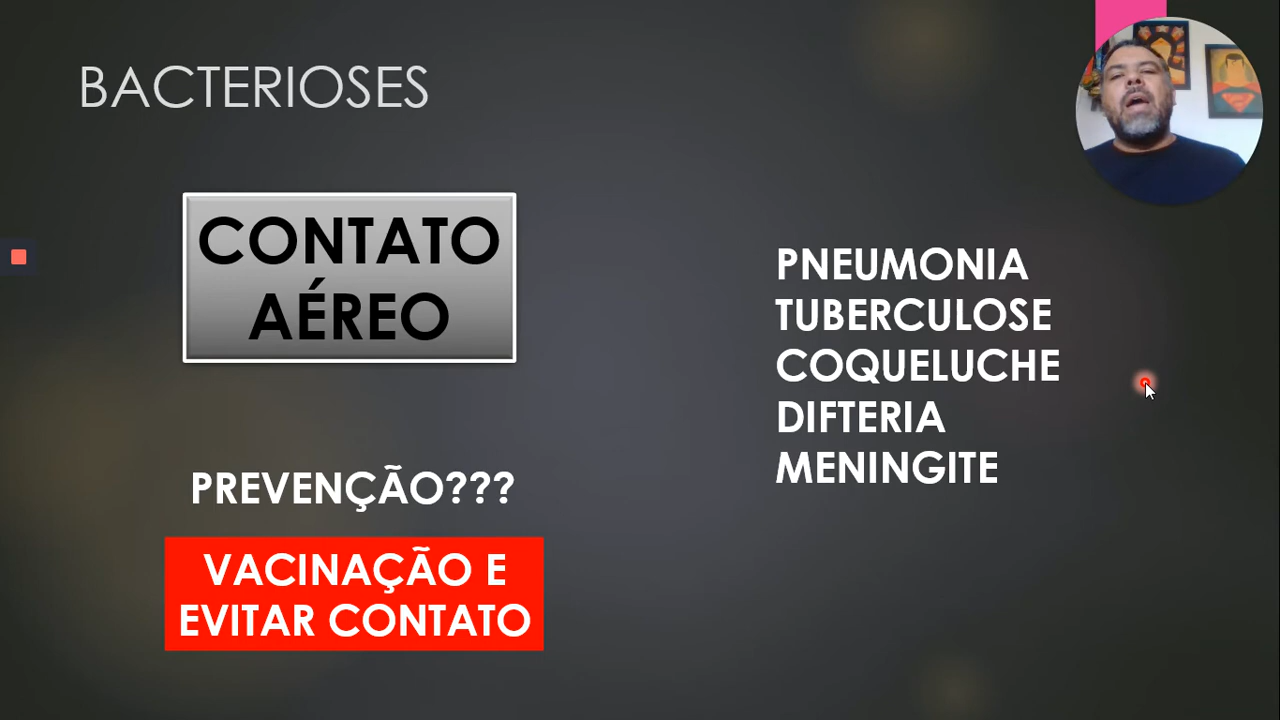 BACTERIOSES
CONTATO
AÉREO
PREVENÇÃO???
VACINAÇÃO E
EVITAR CONTATO
PNEUMONIA
TUBERCULOSE
COQUELUCHE
DIFTERIA
MENINGITE